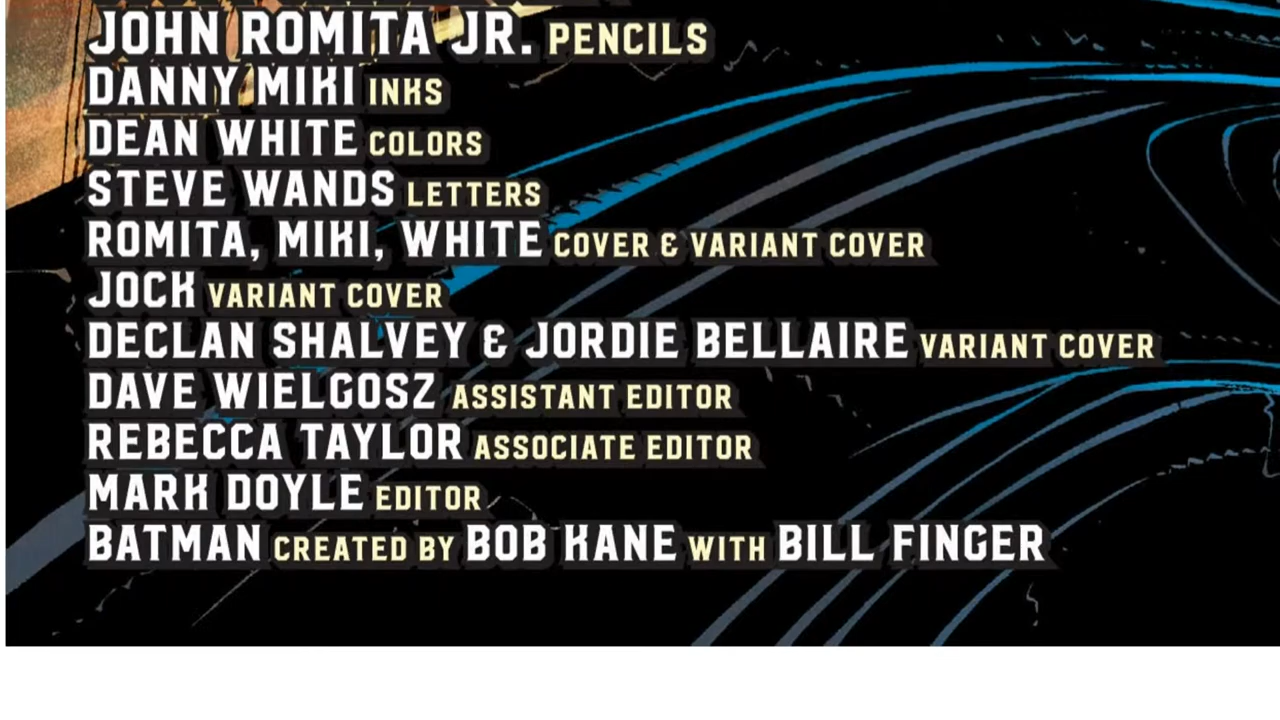 JOHN ROMITA JR. PENCILS
DANNY MIKI INKS
DEAN WHITE COLORS
STEVE WANDS LETTERS
ROMITA, MIKI, WHITE COVER & VARIANT COVER
JOCK VARIANT COVER
DECLAN SHALVEY & JORDIE BELLAIRE VARIANT COVER
DAVE WIELGOSZ ASSISTANT EDITOR
REBECCA TAYLOR ASSOCIATE EDITOR
MARK DOYLE EDITOR
BATMAN CREATED BY BOB KANE WITH BILL FINGER